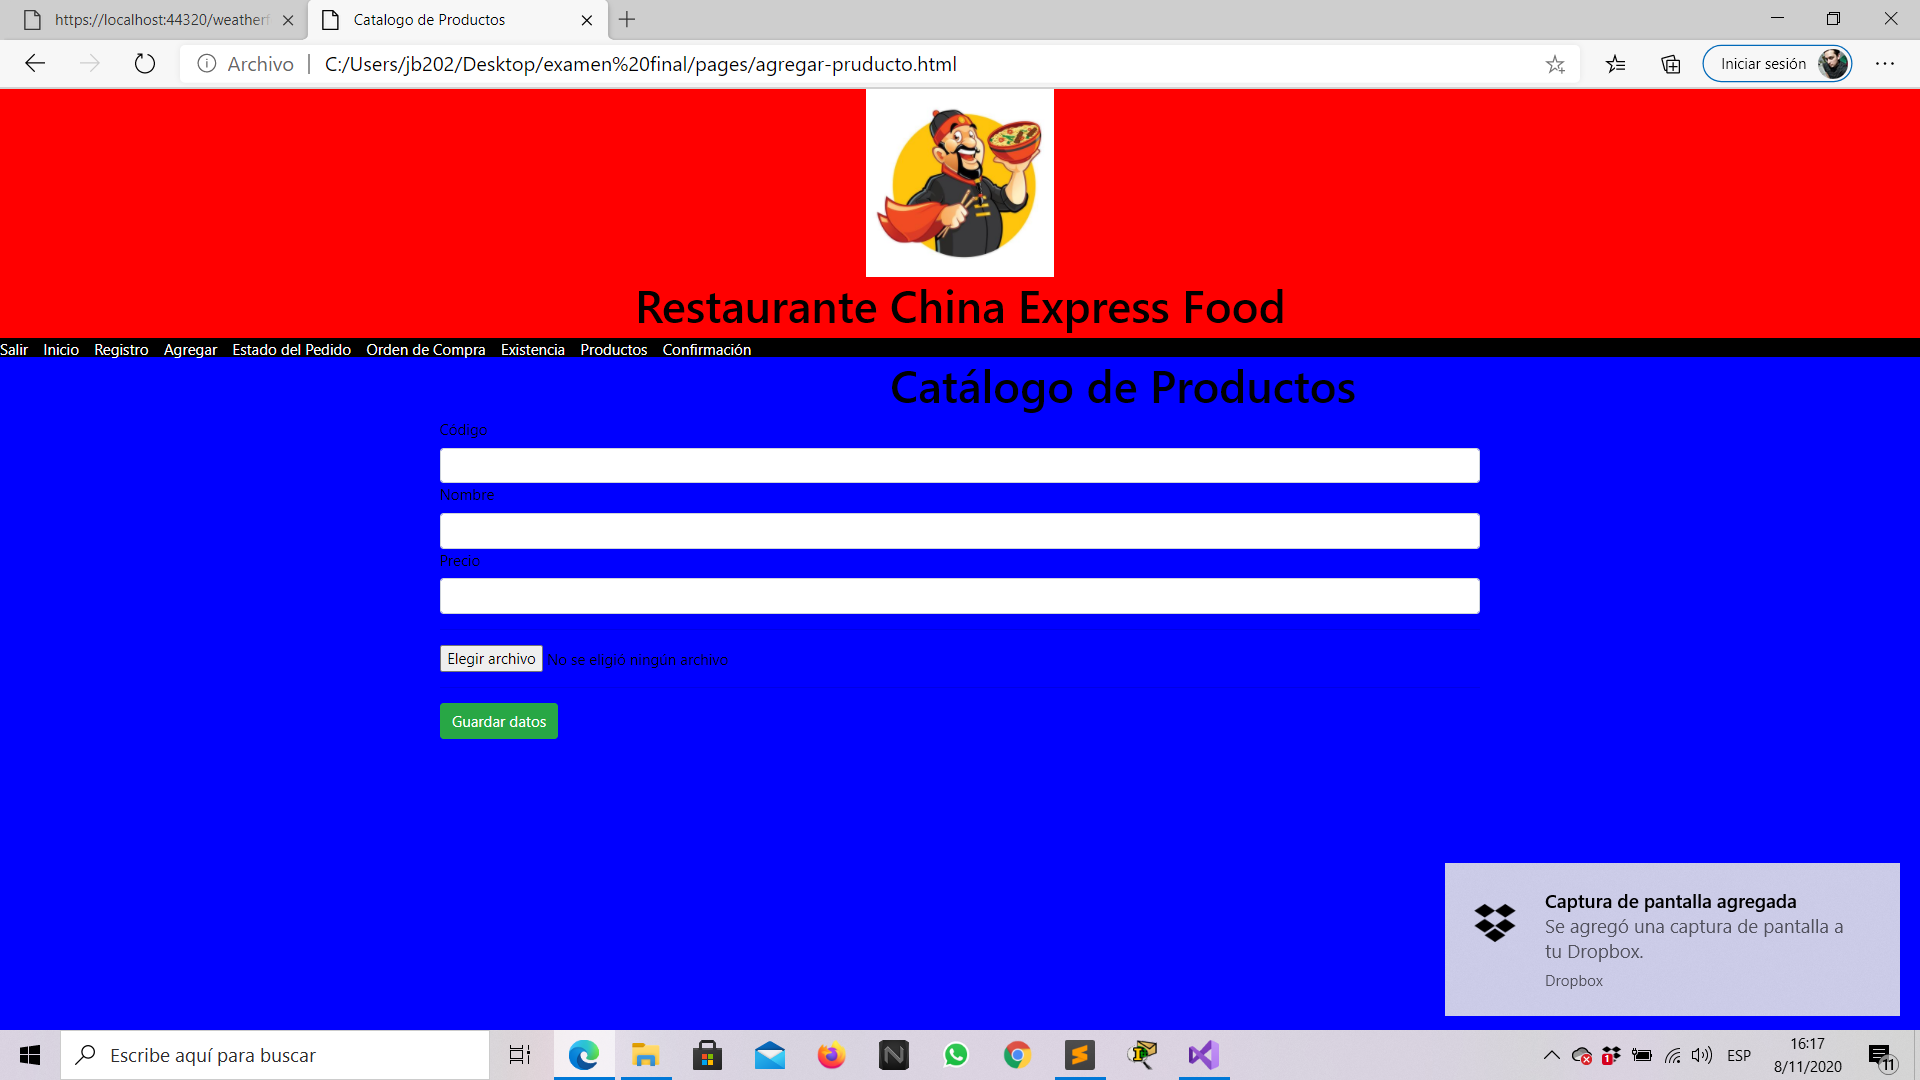 https://localhost:44320/weatherf
Catalogo de Productos
Archivo
C:/Users/jb202/Desktop/examen%20final/pages/agregar-pruducto.html
Iniciar sesión
Restaurante China Express Food
Salir Inicio Registro Agregar Estado del Pedido Orden de Compra Existencia Productos Confirmación
Catálogo de Productos
Código
Nombre
Precio
Elegir archivo No se eligió ningún archivo
Guardar datos
Captura de pantalla agregada
Se agregó una captura de pantalla a
tu Dropbox.
Dropbox
Escribe aquí para buscar
1
ESP
16:17
8/11/2020
11